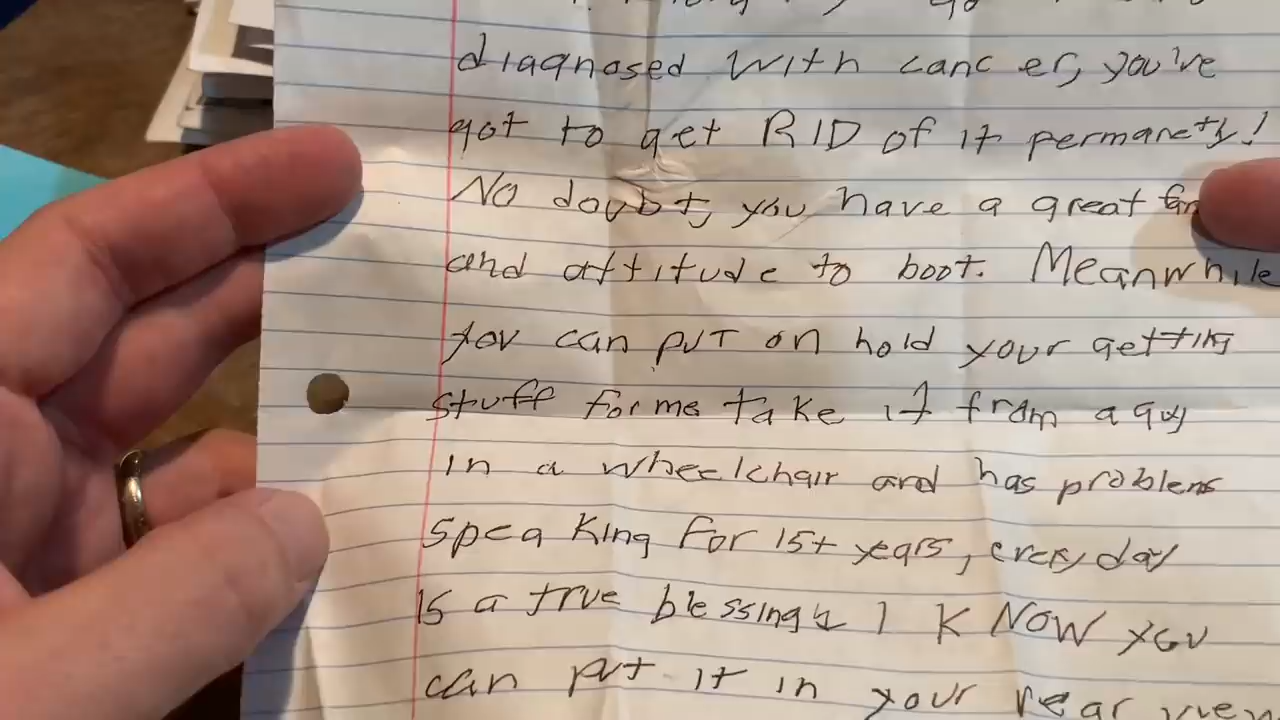 diagnosed with cancer, you've
got to get RID of it permanetly!
No doubt, you have a great
and attitude to boot. Meanwhile
you can put on hold your getting
stuff for me take it from a guy
in a wheelchair and has problems
speaking for 15+ years, every day
is a true blessing I KNOW you
can put it in your rear view